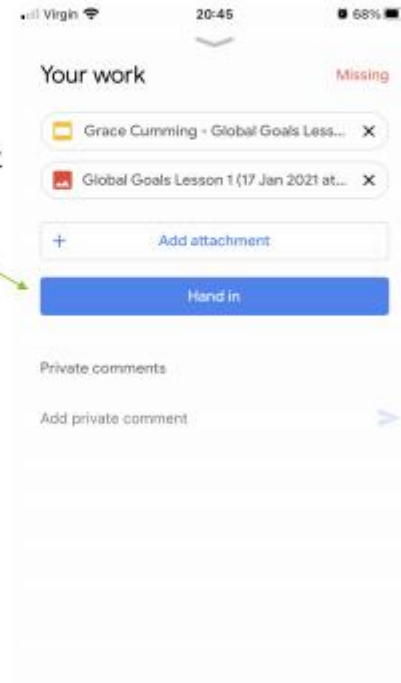 Virgin 20:45 68%
Your work Missing
Grace Cumming - Global Goals Less... X
Global Goals Lesson 1 (17 Jan 2021 at... X
+ Add attachment
Hand in
Private comments
Add private comment